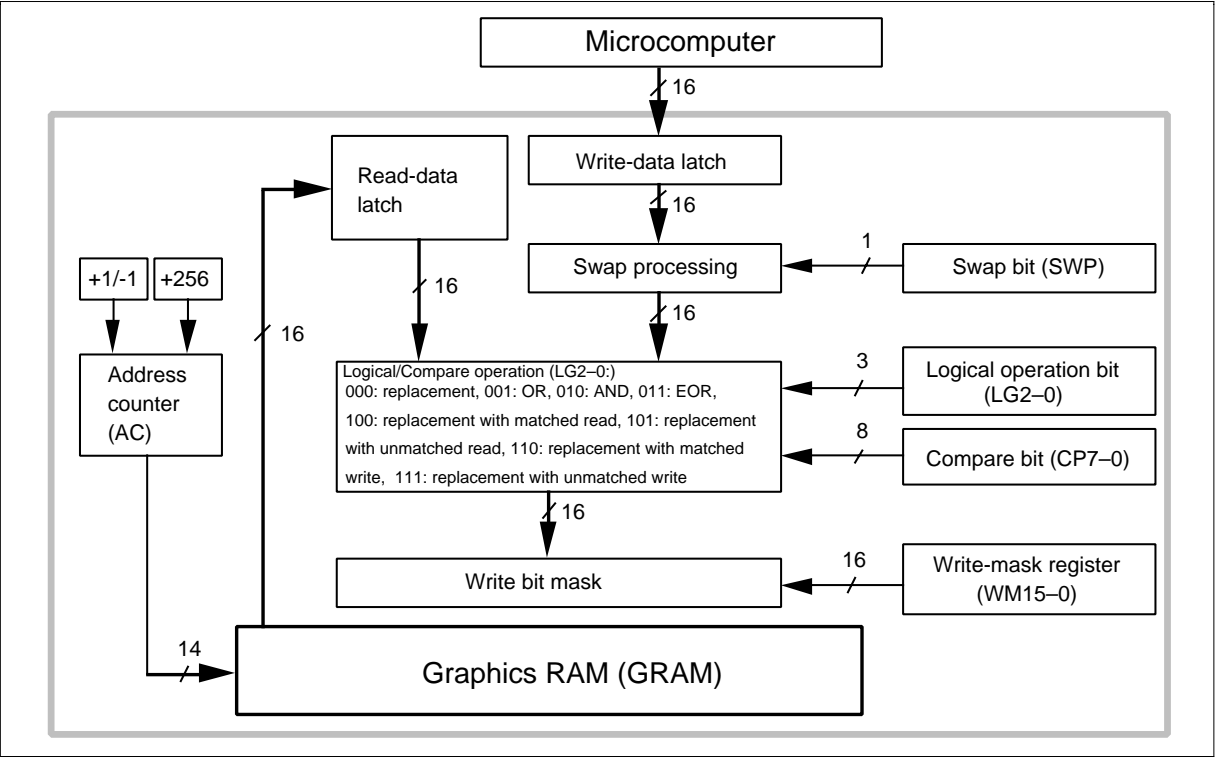 Microcomputer
16
Write-data latch
Read-data
latch
16
1
Swap processing
Swap bit (SWP)
+1/-1
+256
16
16
16
Address
counter
(AC)
Logical/Compare operation (LG2–0:)
000: replacement, 001: OR, 010: AND, 011: EOR,
100: replacement with matched read, 101: replacement
with unmatched read, 110: replacement with matched
write, 111: replacement with unmatched write
3
Logical operation bit
(LG2–0)
8
Compare bit (CP7–0)
16
Write bit mask
16
Write-mask register
(WM15–0)
14
Graphics RAM (GRAM)